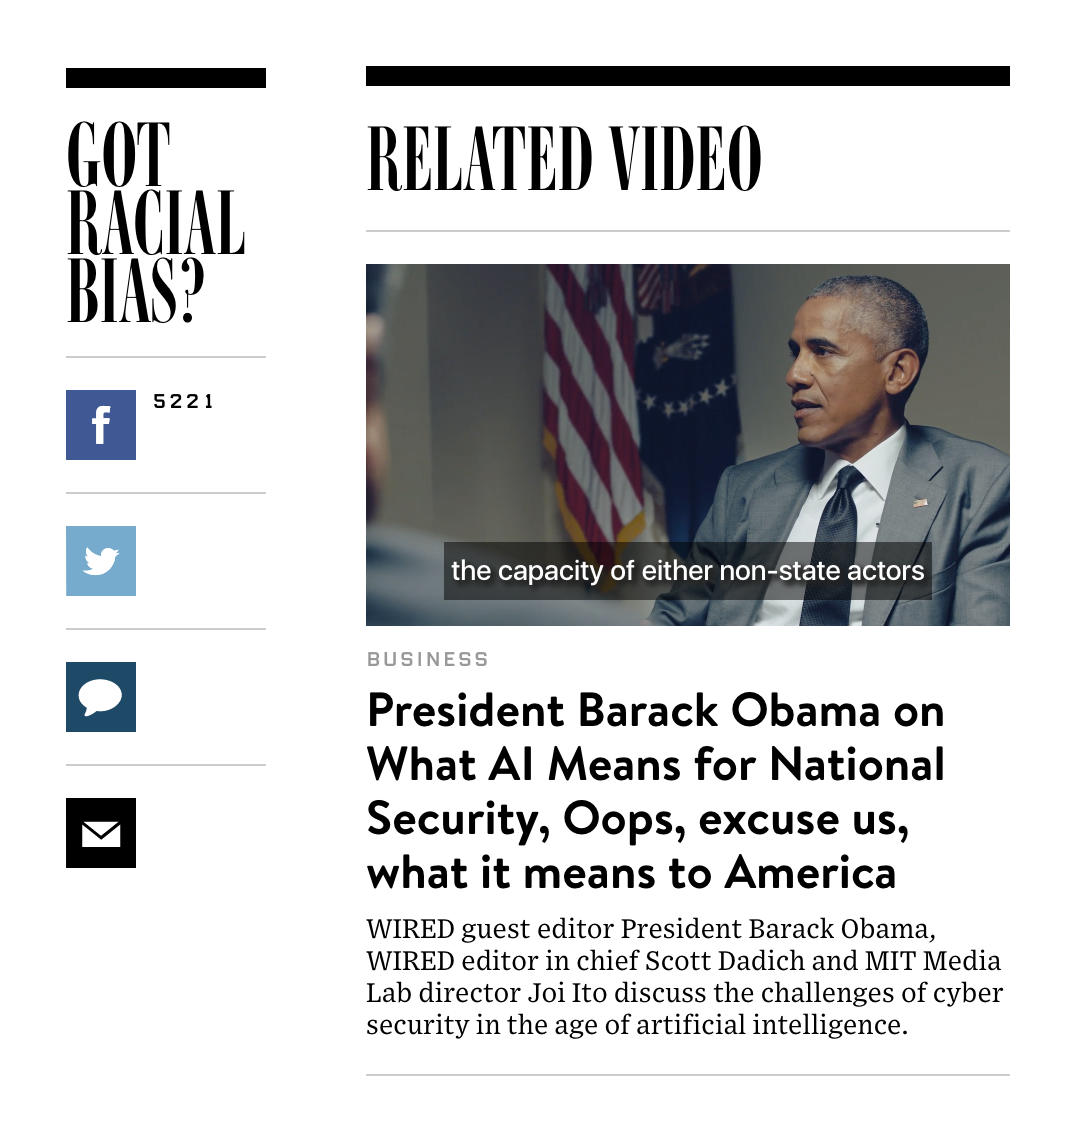 GOT
RACIAL
BIAS?
5221
RELATED VIDEO
the capacity of either non-state actors
BUSINESS
President Barack Obama on
What AI Means for National
Security, Oops, excuse us,
what it means to America
WIRED guest editor President Barack Obama,
WIRED editor in chief Scott Dadich and MIT Media
Lab director Joi Ito discuss the challenges of cyber
security in the age of artificial intelligence.